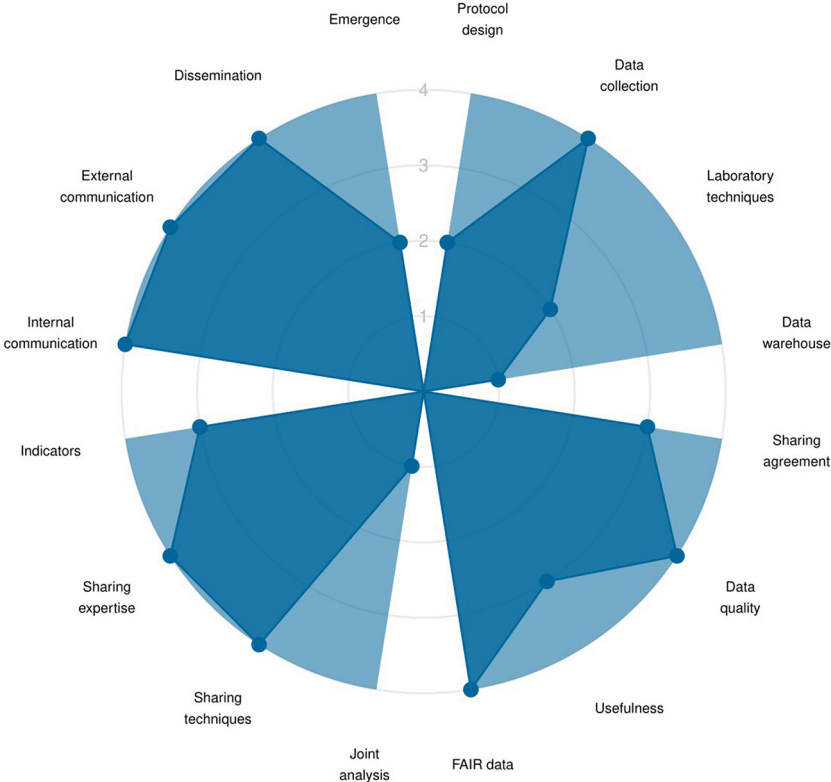 Emergence
Protocol
design
Dissemination
Data
collection
4
External
communication
Laboratory
techniques
3
2
1
Internal
communication
Data
warehouse
Indicators
Sharing
agreement
Sharing
expertise
Data
quality
Sharing
techniques
Usefulness
Joint
analysis
FAIR data